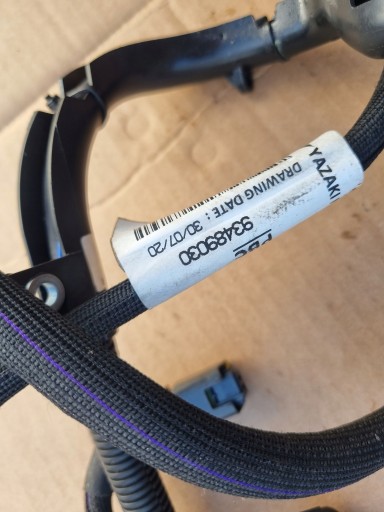 YAZAKI
DRAWING DATE : 30/07/20
93489030